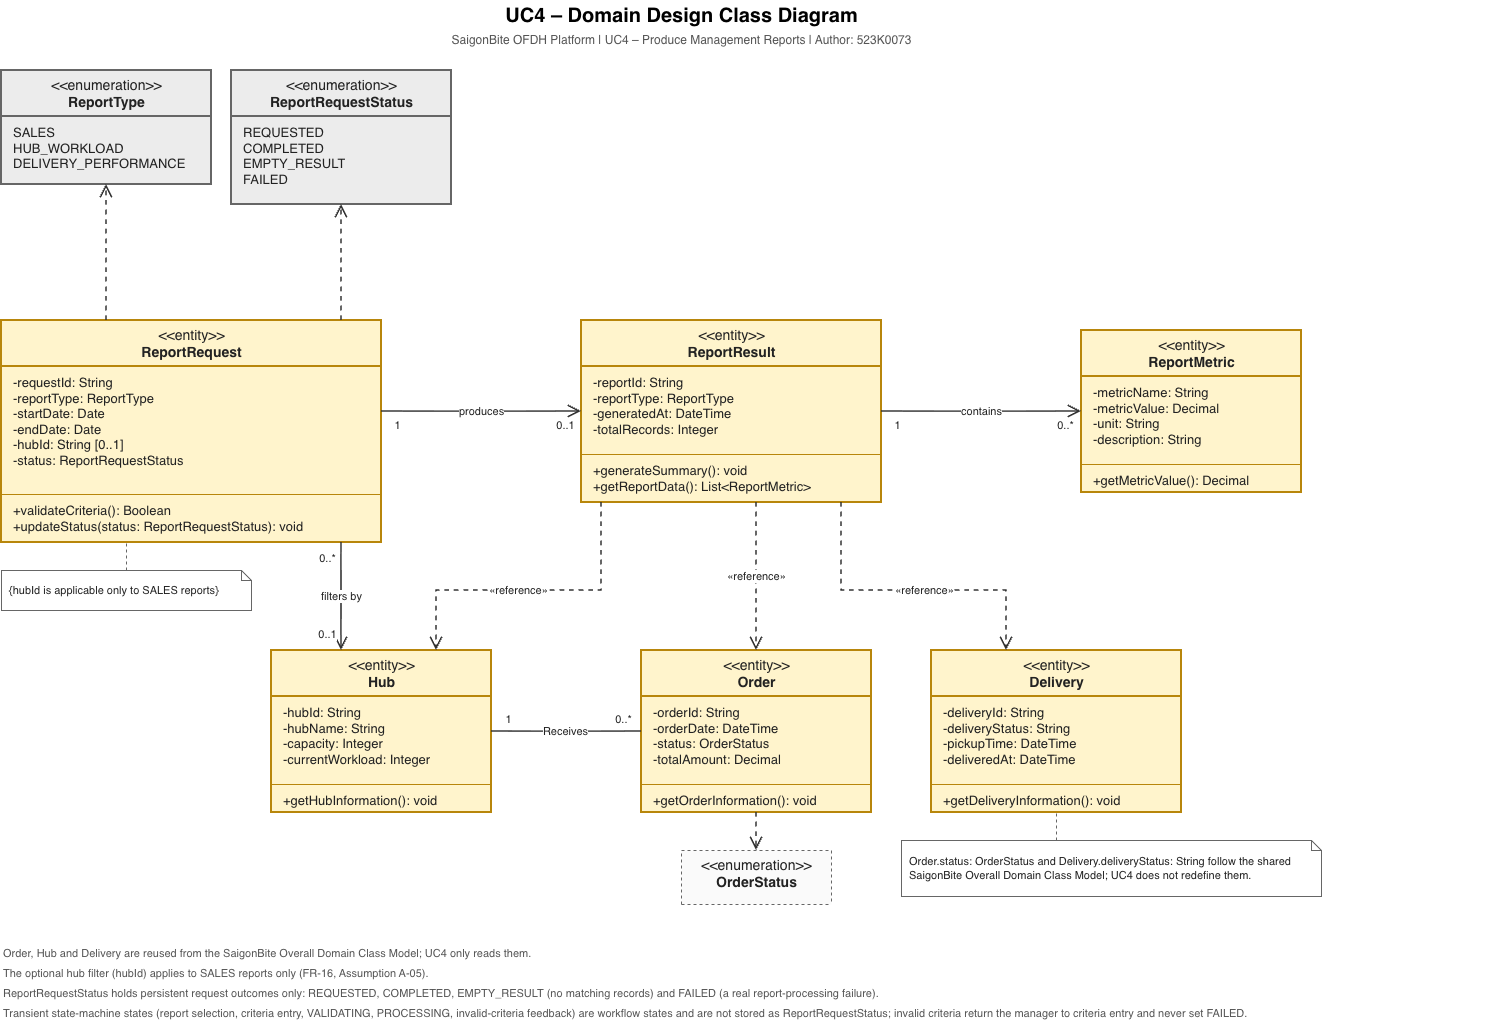 UC4 – Domain Design Class Diagram
SaigonBite OFDH Platform | UC4 – Produce Management Reports | Author: 523K0073
<<enumeration>>
ReportType
SALES
HUB_WORKLOAD
DELIVERY_PERFORMANCE
<<enumeration>>
ReportRequestStatus
REQUESTED
COMPLETED
EMPTY_RESULT
FAILED
<<entity>>
ReportRequest
-requestId: String
-reportType: ReportType
-startDate: Date
-endDate: Date
-hubId: String [0..1]
-status: ReportRequestStatus
+validateCriteria(): Boolean
+updateStatus(status: ReportRequestStatus): void
produces
1
0..1
<<entity>>
ReportResult
-reportId: String
-reportType: ReportType
-generatedAt: DateTime
-totalRecords: Integer
+generateSummary(): void
+getReportData(): List<ReportMetric>
contains
1
0..*
<<entity>>
ReportMetric
-metricName: String
-metricValue: Decimal
-unit: String
-description: String
+getMetricValue(): Decimal
{hubId is applicable only to SALES reports}
0..*
filters by
0..1
«reference»
«reference»
«reference»
<<entity>>
Hub
-hubId: String
-hubName: String
-capacity: Integer
-currentWorkload: Integer
+getHubInformation(): void
1
Receives
0..*
<<entity>>
Order
-orderId: String
-orderDate: DateTime
-status: OrderStatus
-totalAmount: Decimal
+getOrderInformation(): void
<<entity>>
Delivery
-deliveryId: String
-deliveryStatus: String
-pickupTime: DateTime
-deliveredAt: DateTime
+getDeliveryInformation(): void
<<enumeration>>
OrderStatus
Order.status: OrderStatus and Delivery.deliveryStatus: String follow the shared
SaigonBite Overall Domain Class Model; UC4 does not redefine them.
Order, Hub and Delivery are reused from the SaigonBite Overall Domain Class Model; UC4 only reads them.
The optional hub filter (hubId) applies to SALES reports only (FR-16, Assumption A-05).
ReportRequestStatus holds persistent request outcomes only: REQUESTED, COMPLETED, EMPTY_RESULT (no matching records) and FAILED (a real report-processing failure).
Transient state-machine states (report selection, criteria entry, VALIDATING, PROCESSING, invalid-criteria feedback) are workflow states and are not stored as ReportRequestStatus; invalid criteria return the manager to criteria entry and never set FAILED.